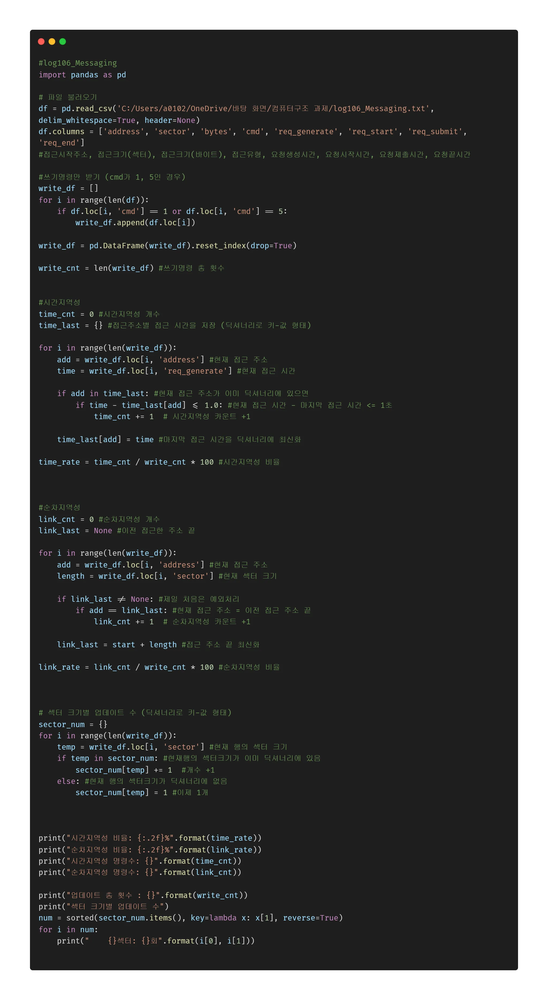 #log106_Messaging
import pandas as pd
# 파일 불러오기
df = pd.read_csv('C:/Users/a0102/OneDrive/바탕 화면/컴퓨터구조 과제/log106_Messaging.txt',
delim_whitespace=True, header=None)
df.columns = ['address', 'sector', 'bytes', 'cmd', 'req_generate', 'req_start', 'req_submit',
'req_end']
#접근시작주소, 접근크기(섹터), 접근크기(바이트), 접근유형, 요청생성시간, 요청시작시간, 요청제출시간, 요청끝시간
#쓰기명령만 받기 (cmd가 1, 5인 경우)
write_df = []
for i in range(len(df)):
    if df.loc[i, 'cmd'] == 1 or df.loc[i, 'cmd'] == 5:
        write_df.append(df.loc[i])
write_df = pd.DataFrame(write_df).reset_index(drop=True)
write_cnt = len(write_df) #쓰기명령 총 횟수
#시간지역성
time_cnt = 0 #시간지역성 개수
time_last = {} #접근주소별 접근 시간을 저장 (딕셔너리로 키-값 형태)
for i in range(len(write_df)):
    add = write_df.loc[i, 'address'] #현재 접근 주소
    time = write_df.loc[i, 'req_generate'] #현재 접근 시간
    if add in time_last: #현재 접근 주소가 이미 딕셔너리에 있으면
        if time - time_last[add] <= 1.0: #현재 접근 시간 - 마지막 접근 시간 <= 1초
            time_cnt += 1  # 시간지역성 카운트 +1
    time_last[add] = time #마지막 접근 시간을 딕셔너리에 최신화
time_rate = time_cnt / write_cnt * 100 #시간지역성 비율
#순차지역성
link_cnt = 0 #순차지역성 개수
link_last = None #이전 접근한 주소 끝
for i in range(len(write_df)):
    add = write_df.loc[i, 'address'] #현재 접근 주소
    length = write_df.loc[i, 'sector'] #현재 섹터 크기
    if link_last != None: #제일 처음은 예외처리
        if add == link_last: #현재 접근 주소 = 이전 접근 주소 끝
            link_cnt += 1  # 순차지역성 카운트 +1
    link_last = start + length #접근 주소 끝 최신화
link_rate = link_cnt / write_cnt * 100 #순차지역성 비율
# 섹터 크기별 업데이트 수 (딕셔너리로 키-값 형태)
sector_num = {}
for i in range(len(write_df)):
    temp = write_df.loc[i, 'sector'] #현재 행의 섹터 크기
    if temp in sector_num: #현재행의 섹터크기가 이미 딕셔너리에 있음
        sector_num[temp] += 1  #개수 +1
    else: #현재 행의 섹터크기가 딕셔너리에 없음
        sector_num[temp] = 1 #이제 1개
print("시간지역성 비율: {:.2f}%".format(time_rate))
print("순차지역성 비율: {:.2f}%".format(link_rate))
print("시간지역성 명령수: {}".format(time_cnt))
print("순차지역성 명령수: {}".format(link_cnt))
print("업데이트 총 횟수 : {}".format(write_cnt))
print("섹터 크기별 업데이트 수")
num = sorted(sector_num.items(), key=lambda x: x[1], reverse=True)
for i in num:
    print("    {}섹터: {}회".format(i[0], i[1]))